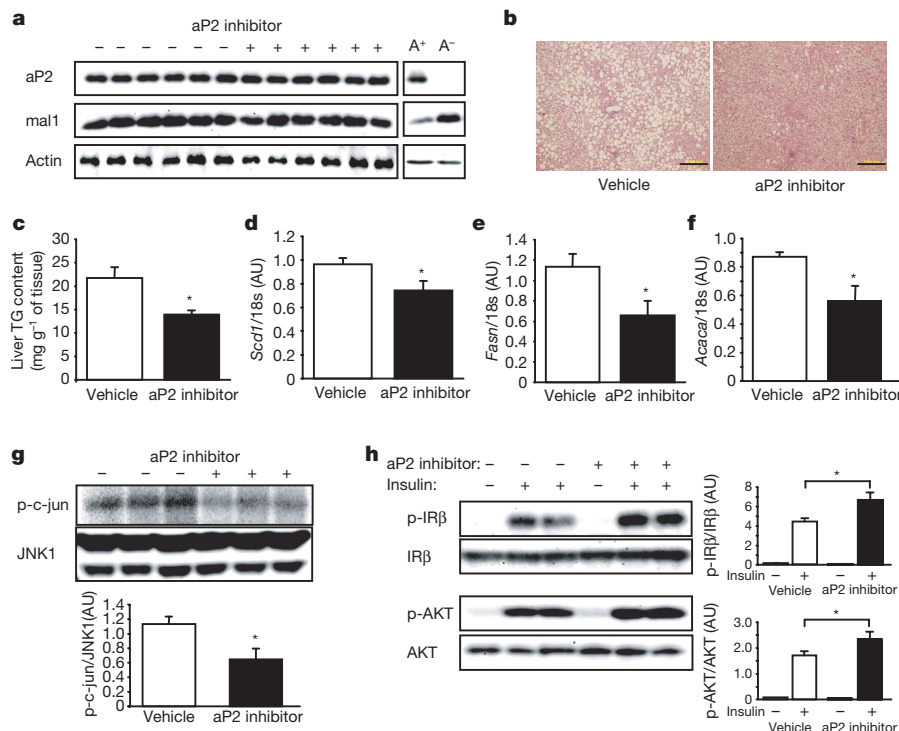 a
aP2 inhibitor
– – – – – – + + + + + + A⁺ A⁻
aP2
mal1
Actin
b
Vehicle aP2 inhibitor
c
Liver TG content
(mg g⁻¹ of tissue)
25
20
15
10
5
0
*
Vehicle aP2 inhibitor
d
Scd1/18s (AU)
1.2
1.0
0.8
0.6
0.4
0.2
0
*
Vehicle aP2 inhibitor
e
Fasn/18s (AU)
1.4
1.2
1.0
0.8
0.6
0.4
0.2
0
*
Vehicle aP2 inhibitor
f
Acaca/18s (AU)
1.0
0.8
0.6
0.4
0.2
0
*
Vehicle aP2 inhibitor
g
aP2 inhibitor
– – – + + +
p-c-jun
JNK1
p-c-jun/JNK1(AU)
1.4
1.2
1.0
0.8
0.6
0.4
0.2
0
*
Vehicle aP2 inhibitor
h
aP2 inhibitor: – – – + + +
Insulin: – + + – + +
p-IRβ
IRβ
p-AKT
AKT
p-IRβ/IRβ (AU)
8
6
4
2
0
*
Insulin – + – +
Vehicle aP2 inhibitor
p-AKT/AKT (AU)
3.0
2.0
1.0
0
*
Insulin – + – +
Vehicle aP2 inhibitor